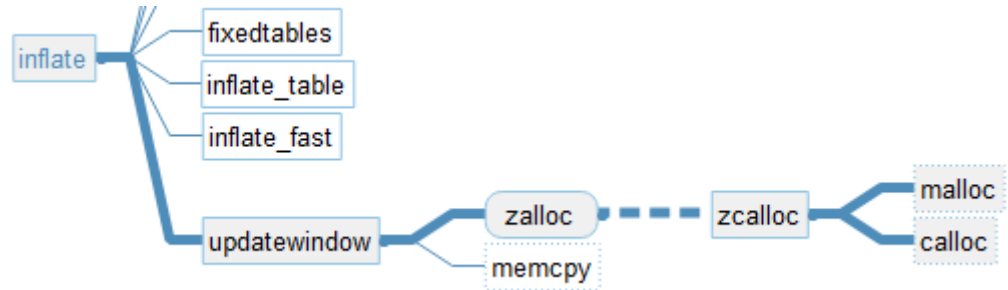 fixedtables
inflate
inflate_table
inflate_fast
malloc
zalloc
zcalloc
updatewindow
calloc
memcpy